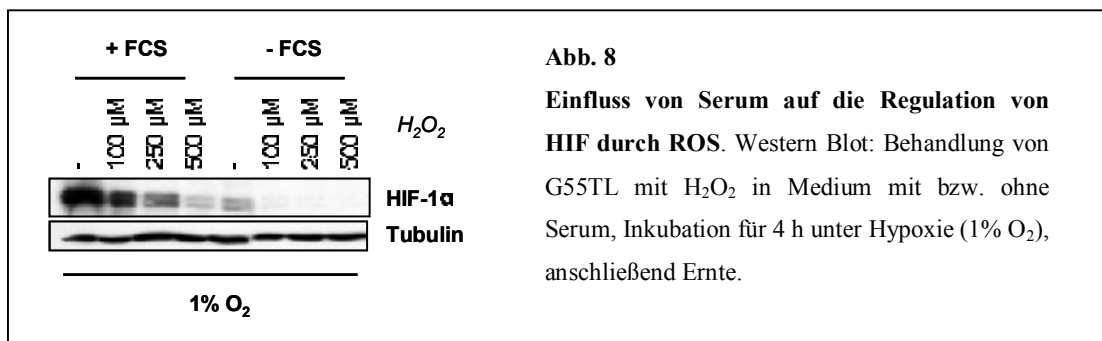 + FCS - FCS
- 100 µM 250 µM 500 µM - 100 µM 250 µM 500 µM H₂O₂
HIF-1α
Tubulin
1% O₂
Abb. 8
Einfluss von Serum auf die Regulation von
HIF durch ROS. Western Blot: Behandlung von
G55TL mit H₂O₂ in Medium mit bzw. ohne
Serum, Inkubation für 4 h unter Hypoxie (1% O₂),
anschließend Ernte.